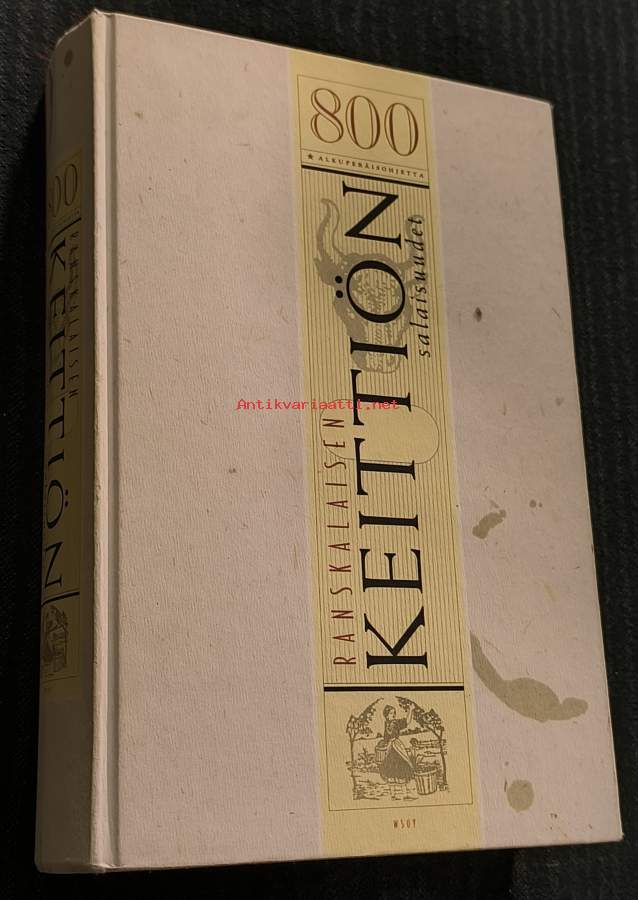 800
★ ALKUPERÄISOHJETTA
RANSKALAISEN
KEITTIÖN
salaisuudet
WSOY
Antikvariaatti.net
800
RANSKALAISEN
KEITTIÖN